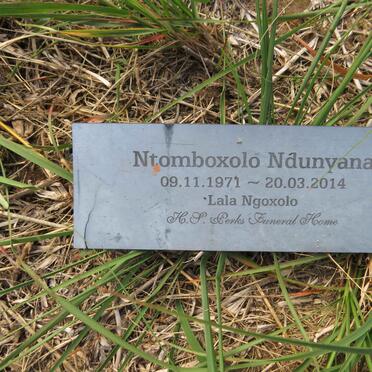 Ntomboxolo Ndunyana
09.11.1971 ~ 20.03.2014
Lala Ngoxolo
H.S. Perks Funeral Home